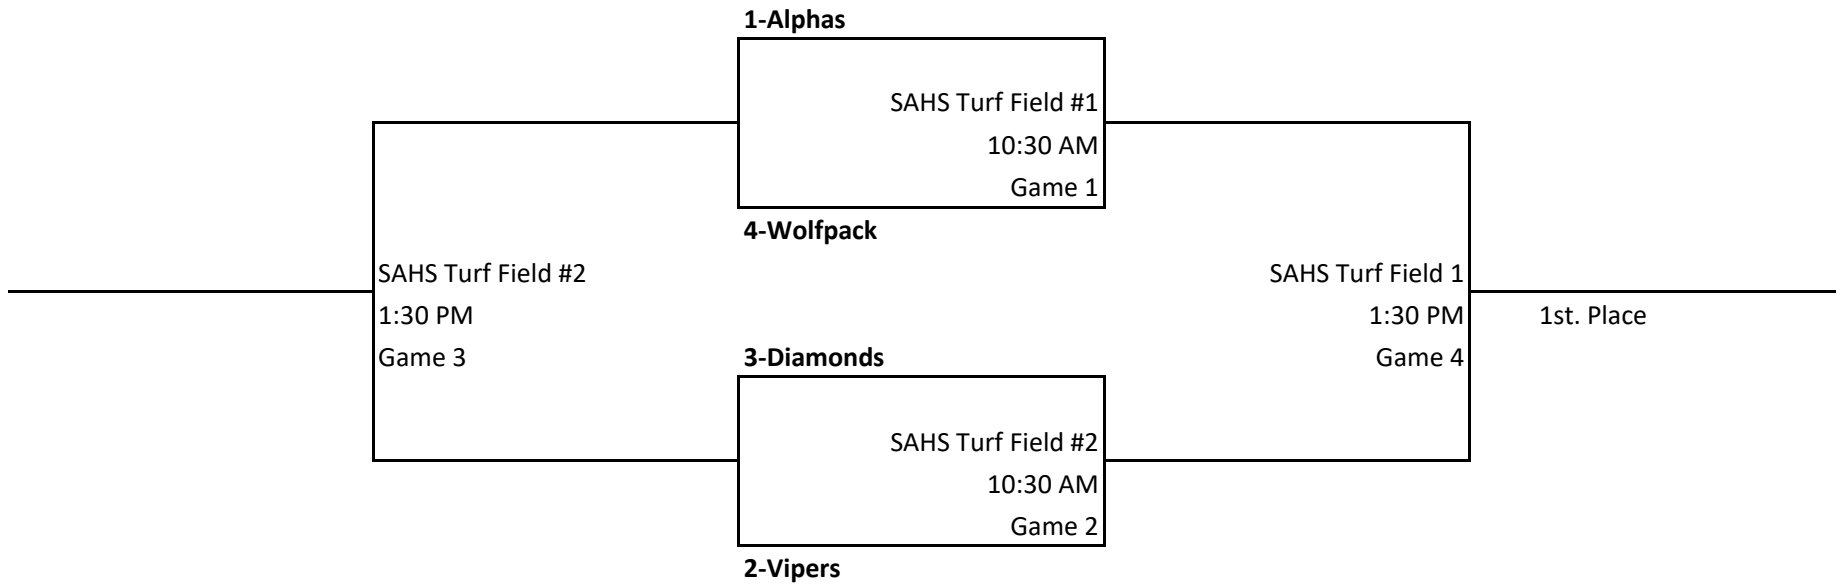 1-Alphas
SAHS Turf Field #1
10:30 AM
Game 1
4-Wolfpack
SAHS Turf Field #2
1:30 PM
Game 3
SAHS Turf Field 1
1:30 PM
Game 4
1st. Place
3-Diamonds
SAHS Turf Field #2
10:30 AM
Game 2
2-Vipers